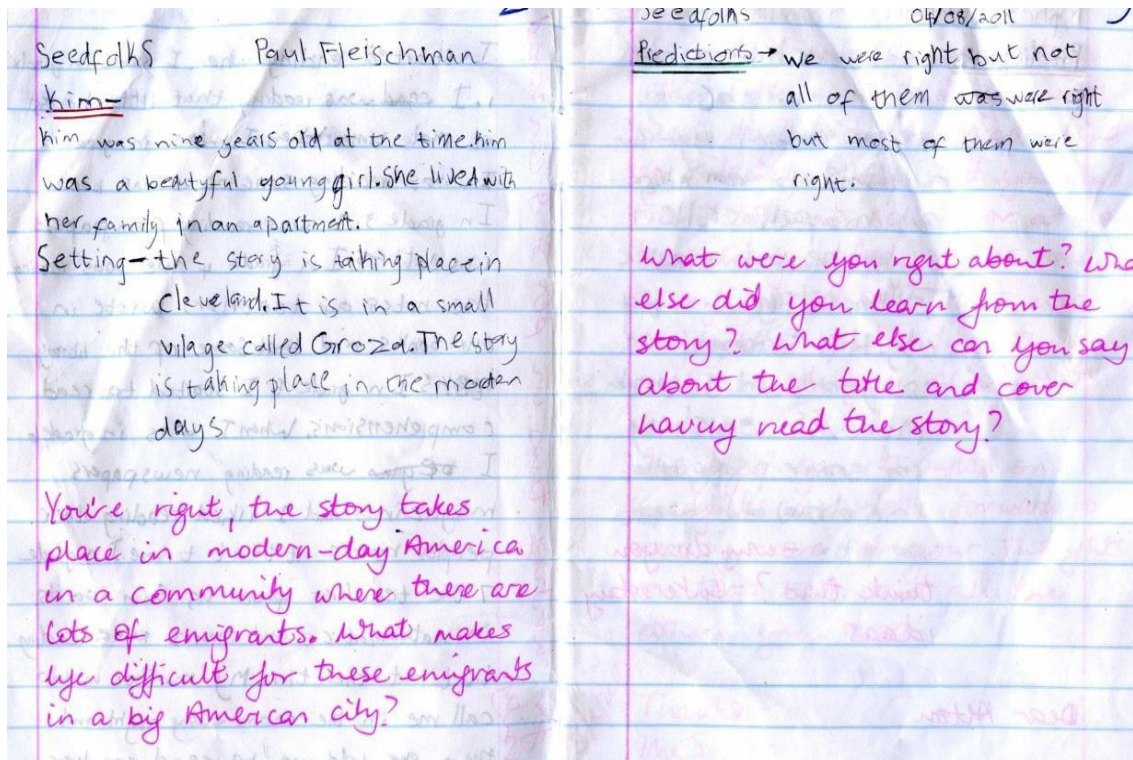 Seedfolks Paul Fleischman
Kim-
Kim was nine years old at the time.him
was a beautyful young girl.She lived with
her family in an apartment.
Setting- the story is taking place in
Cleveland.It is in a small
vilage called Groza.The story
is taking place in the morden
days
You're right, the story takes
place in modern-day America
in a community where there are
lots of emigrants. What makes
life difficult for these emigrants
in a big American city?
Seedfolks 04/08/2011
Predictions → we were right but not
all of them was were right
but most of them were
right.
What were you right about? Wha
else did you learn from the
story? What else can you say
about the title and cover
having read the story?